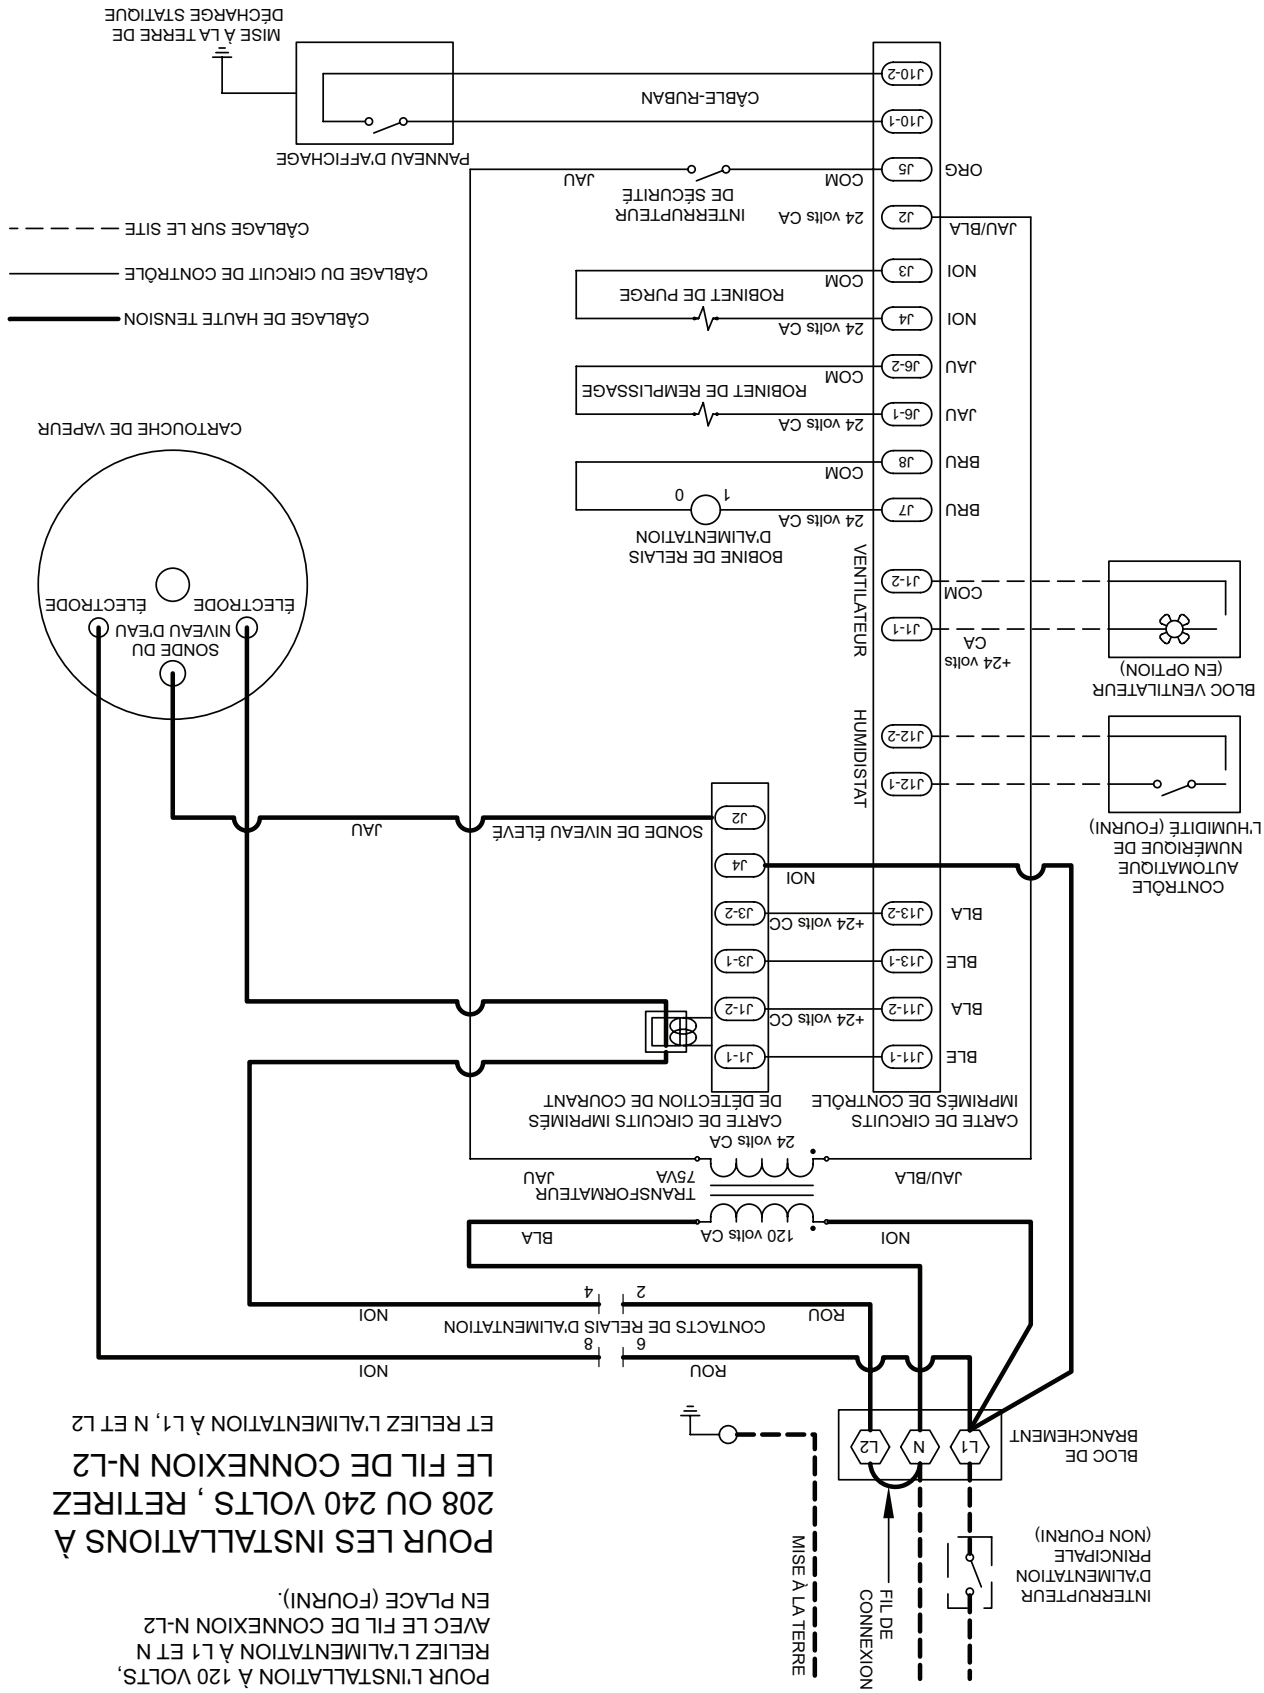 POUR L'INSTALLATION À 120 VOLTS,
RELIEZ L'ALIMENTATION À L1 ET N
AVEC LE FIL DE CONNEXION N-L2
EN PLACE (FOURNI).
POUR LES INSTALLATIONS À
208 OU 240 VOLTS , RETIREZ
LE FIL DE CONNEXION N-L2
ET RELIEZ L'ALIMENTATION À L1, N ET L2
INTERRUPTEUR
D'ALIMENTATION
PRINCIPALE
(NON FOURNI)
FIL DE
CONNEXION
MISE À LA TERRE
BLOC DE
BRANCHEMENT
L1
N
L2
ROU
6
8
NOI
CONTACTS DE RELAIS D'ALIMENTATION
ROU
2
4
NOI
NOI
120 volts CA
BLA
TRANSFORMATEUR
75VA
JAU/BLA
24 volts CA
JAU
CARTE DE CIRCUITS
IMPRIMÉS DE CONTRÔLE
CARTE DE CIRCUITS IMPRIMÉS
DE DÉTECTION DE COURANT
BLE
J11-1
J1-1
BLA
J11-2
+24 volts CC
J1-2
BLE
J13-1
J3-1
BLA
J13-2
+24 volts CC
J3-2
NOI
J4
J2
SONDE DE NIVEAU ÉLEVÉ
JAU
CONTRÔLE
AUTOMATIQUE
NUMÉRIQUE DE
L'HUMIDITÉ (FOURNI)
J12-1
J12-2
HUMIDISTAT
BLOC VENTILATEUR
(EN OPTION)
+24 volts
CA
J1-1
COM
J1-2
VENTILATEUR
BOBINE DE RELAIS
D'ALIMENTATION
BRU
J7
24 volts CA
1
0
BRU
J8
COM
JAU
J6-1
24 volts CA
ROBINET DE REMPLISSAGE
JAU
J6-2
COM
NOI
J4
24 volts CA
ROBINET DE PURGE
NOI
J3
COM
JAU/BLA
J2
24 volts CA
INTERRUPTEUR
DE SÉCURITÉ
ORG
J5
COM
JAU
J10-1
CÂBLE-RUBAN
J10-2
PANNEAU D'AFFICHAGE
MISE À LA TERRE DE
DÉCHARGE STATIQUE
SONDE DU
NIVEAU D'EAU
ÉLECTRODE
ÉLECTRODE
CARTOUCHE DE VAPEUR
CÂBLAGE DE HAUTE TENSION
CÂBLAGE DU CIRCUIT DE CONTRÔLE
CÂBLAGE SUR LE SITE